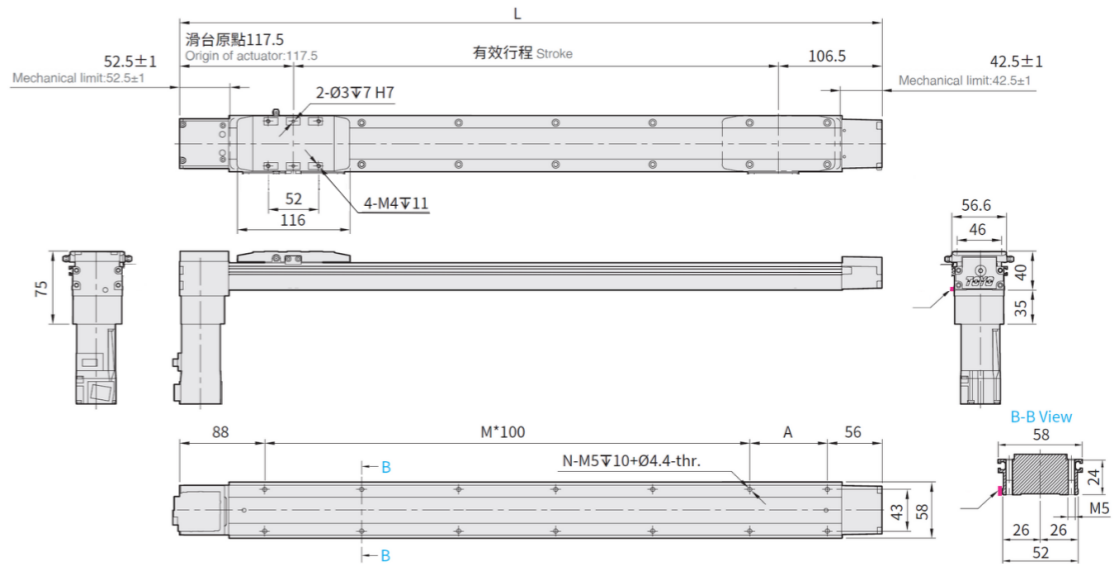 L
滑台原點117.5
Origin of actuator:117.5
有效行程 Stroke
106.5
52.5±1
Mechanical limit:52.5±1
42.5±1
Mechanical limit:42.5±1
2-Ø3↧7 H7
52
116
4-M4↧11
75
56.6
46
40
35
TOYO
88
M*100
A
56
N-M5↧10+Ø4.4-thr.
B
B
43
58
B-B View
58
24
M5
26
26
52